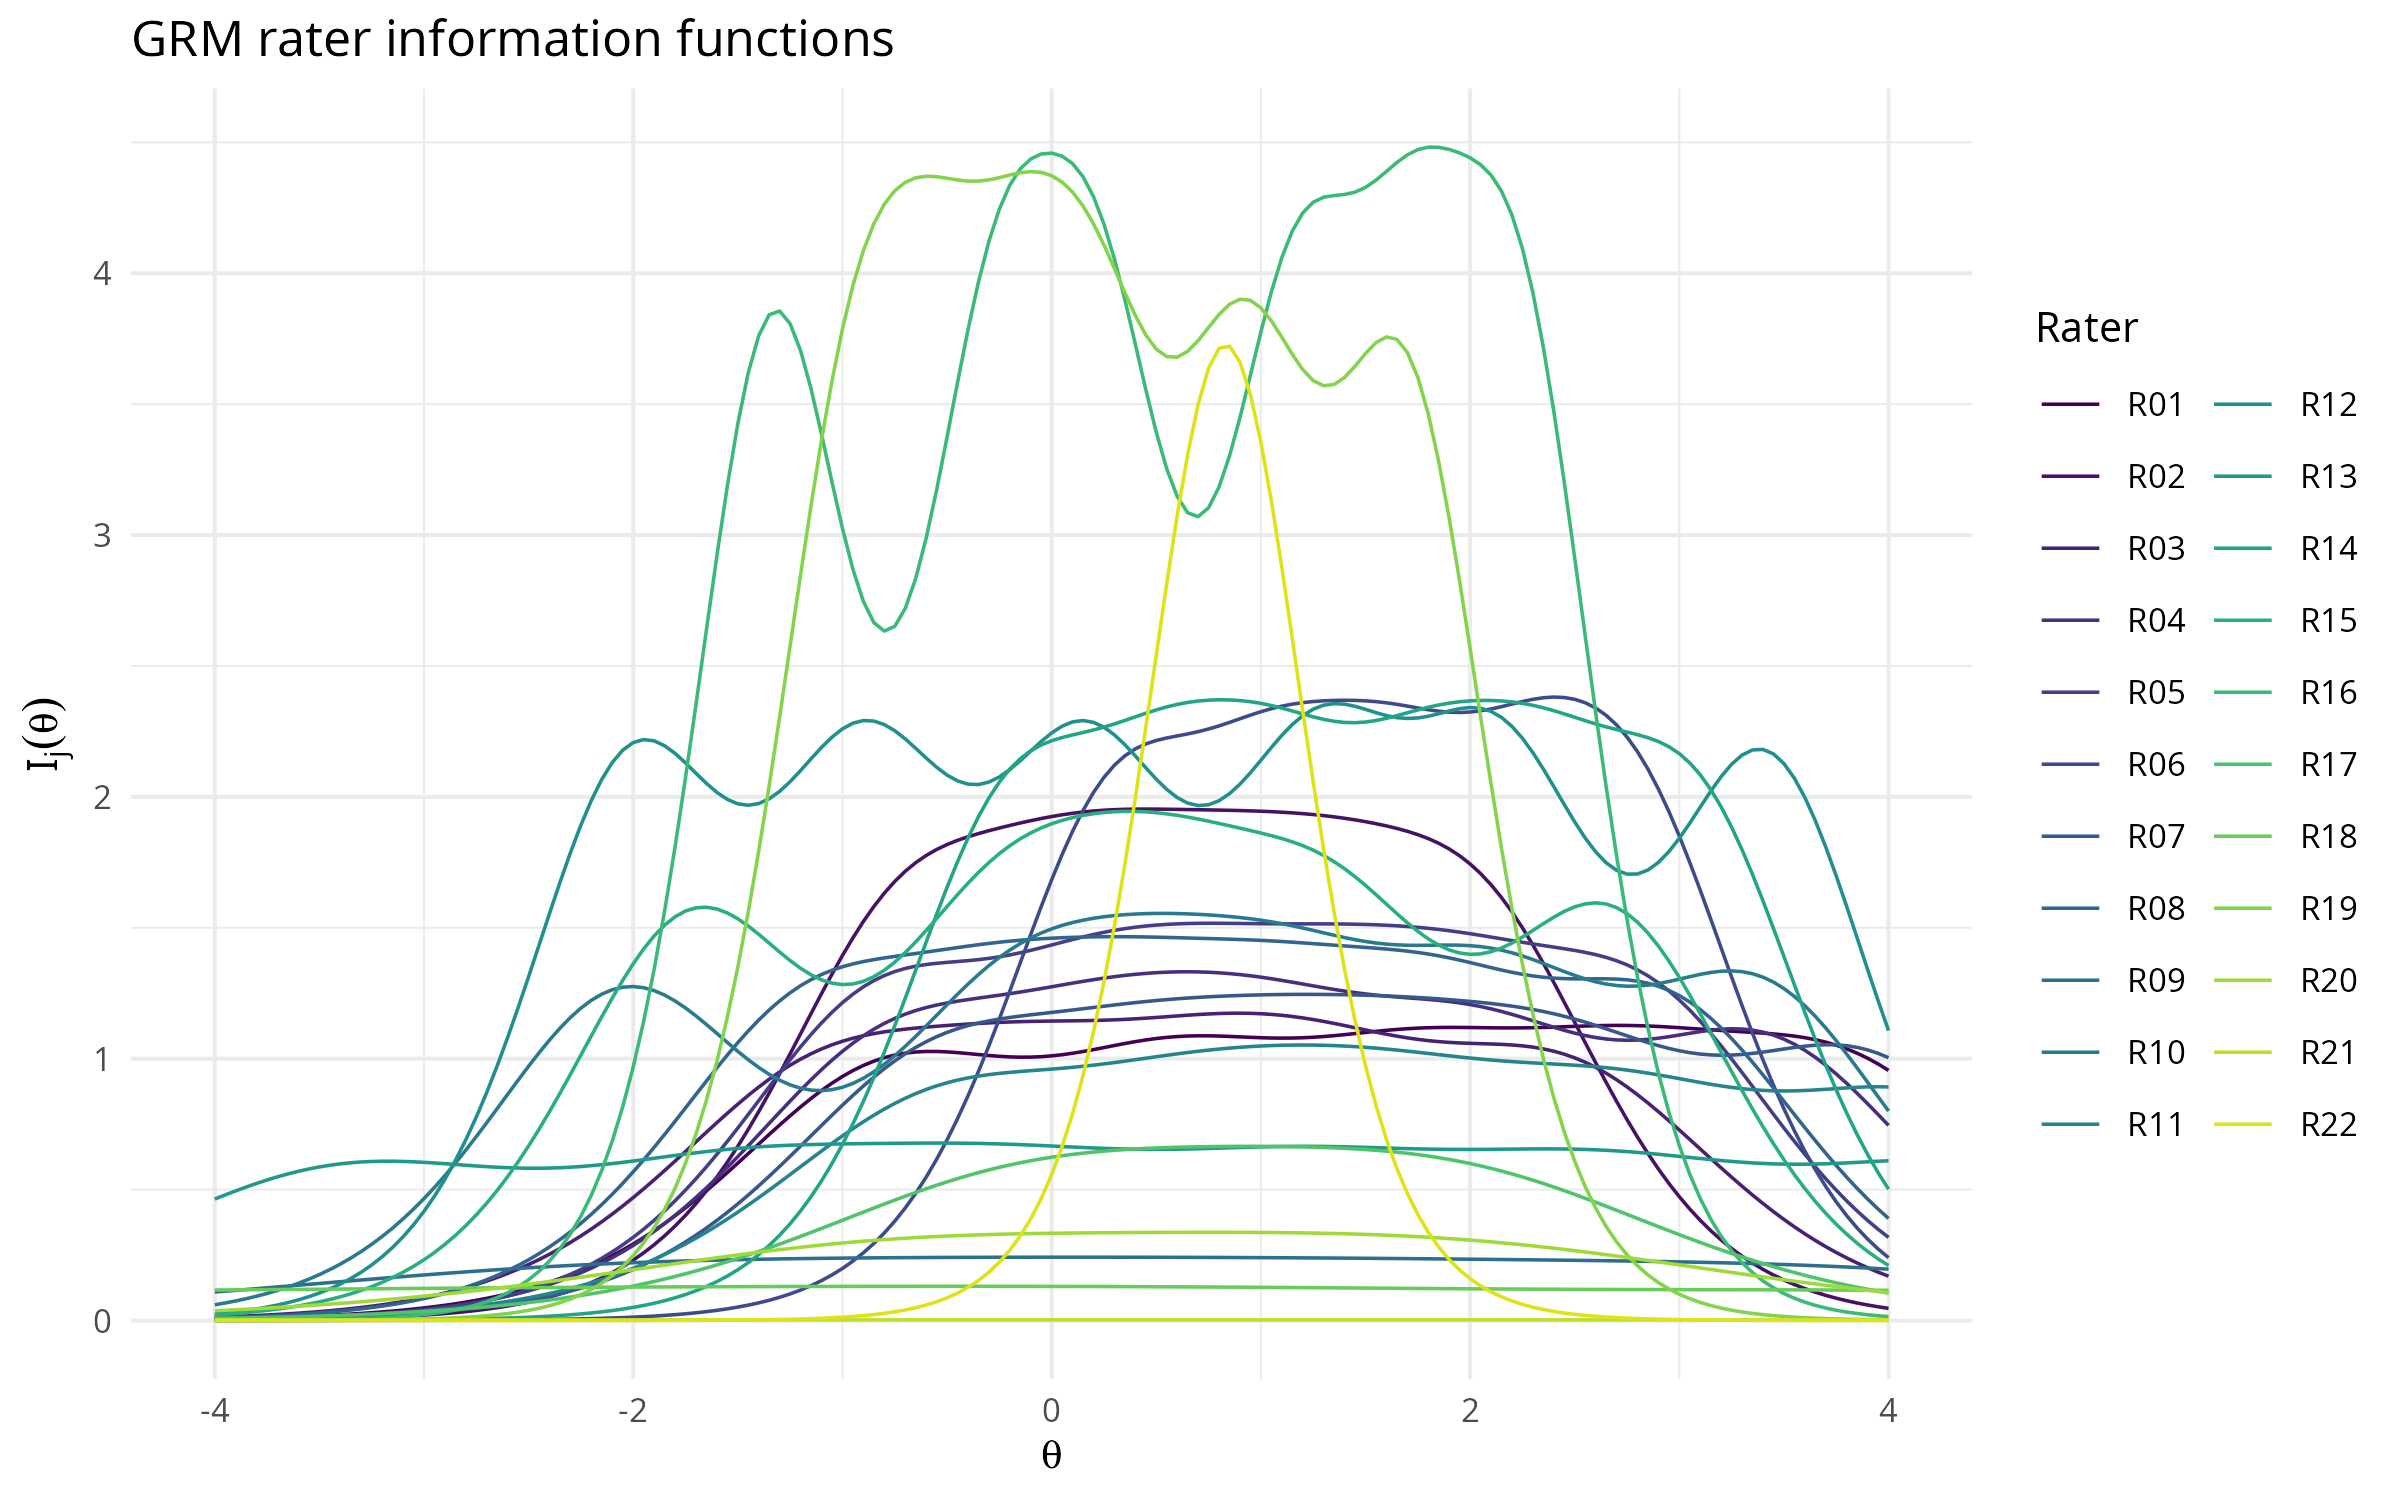 GRM rater information functions
4
3
2
1
0
Ij(θ)
-4 -2 0 2 4
θ
Rater
R01 R12
R02 R13
R03 R14
R04 R15
R05 R16
R06 R17
R07 R18
R08 R19
R09 R20
R10 R21
R11 R22